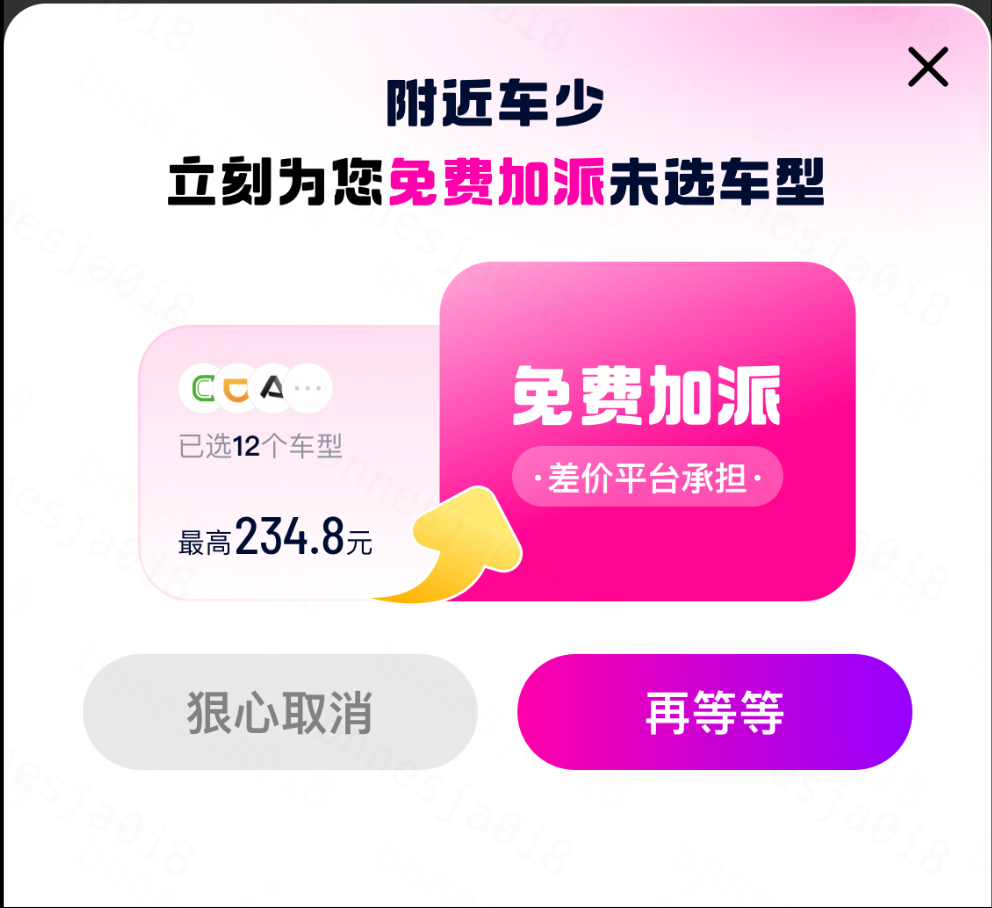 附近车少
立刻为您免费加派未选车型
免费加派
·差价平台承担·
已选12个车型
最高234.8元
狠心取消
再等等
bnnesja0i8